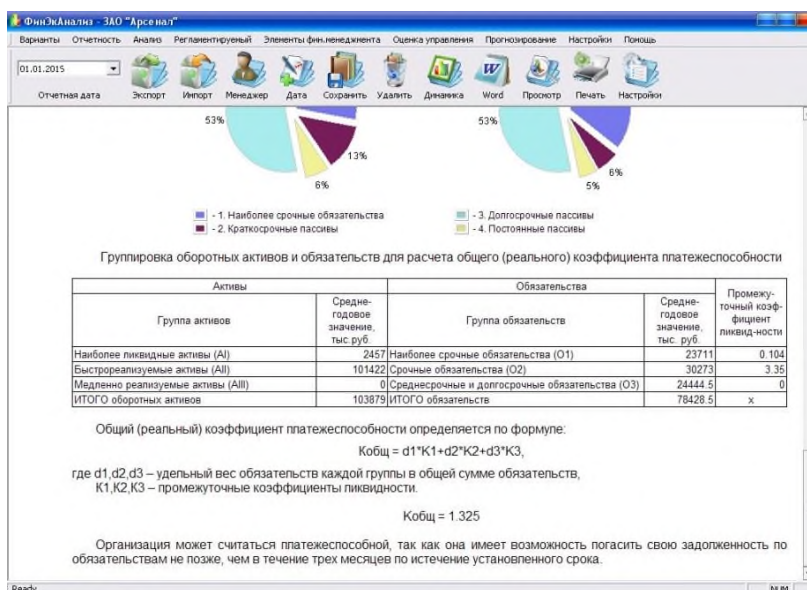 ФинЭкАнализ - ЗАО "Арсенал"
Варианты Отчетность Анализ Регламентируемый Элементы фин.менеджмента Оценка управления Прогнозирование Настройки Помощь
01.01.2015
Отчетная дата Экспорт Импорт Менеджер Дата Сохранить Удалить Динамика Word Просмотр Печать Настройки
53% 13% 6% 53% 6% 5%
- 1. Наиболее срочные обязательства - 3. Долгосрочные пассивы
- 2. Краткосрочные пассивы - 4. Постоянные пассивы
Группировка оборотных активов и обязательств для расчета общего (реального) коэффициента платежеспособности
Активы Обязательства Промежу-
точный коэф-
фициент
ликвид-ности
Группа активов Средне-
годовое
значение,
тыс.руб. Группа обязательств Средне-
годовое
значение,
тыс. руб.
Наиболее ликвидные активы (АI) 2457 Наиболее срочные обязательства (О1) 23711 0.104
Быстрореализуемые активы (АII) 101422 Срочные обязательства (О2) 30273 3.35
Медленно реализуемые активы (АIII) 0 Среднесрочные и долгосрочные обязательства (О3) 24444.5 0
ИТОГО оборотных активов 103879 ИТОГО обязательств 78428.5 x
Общий (реальный) коэффициент платежеспособности определяется по формуле:
Кобщ = d1*K1+d2*K2+d3*K3,
где d1,d2,d3 – удельный вес обязательств каждой группы в общей сумме обязательств,
К1,К2,К3 – промежуточные коэффициенты ликвидности.
Кобщ = 1.325
Организация может считаться платежеспособной, так как она имеет возможность погасить свою задолженность по
обязательствам не позже, чем в течение трех месяцев по истечение установленного срока.
Ready NUM